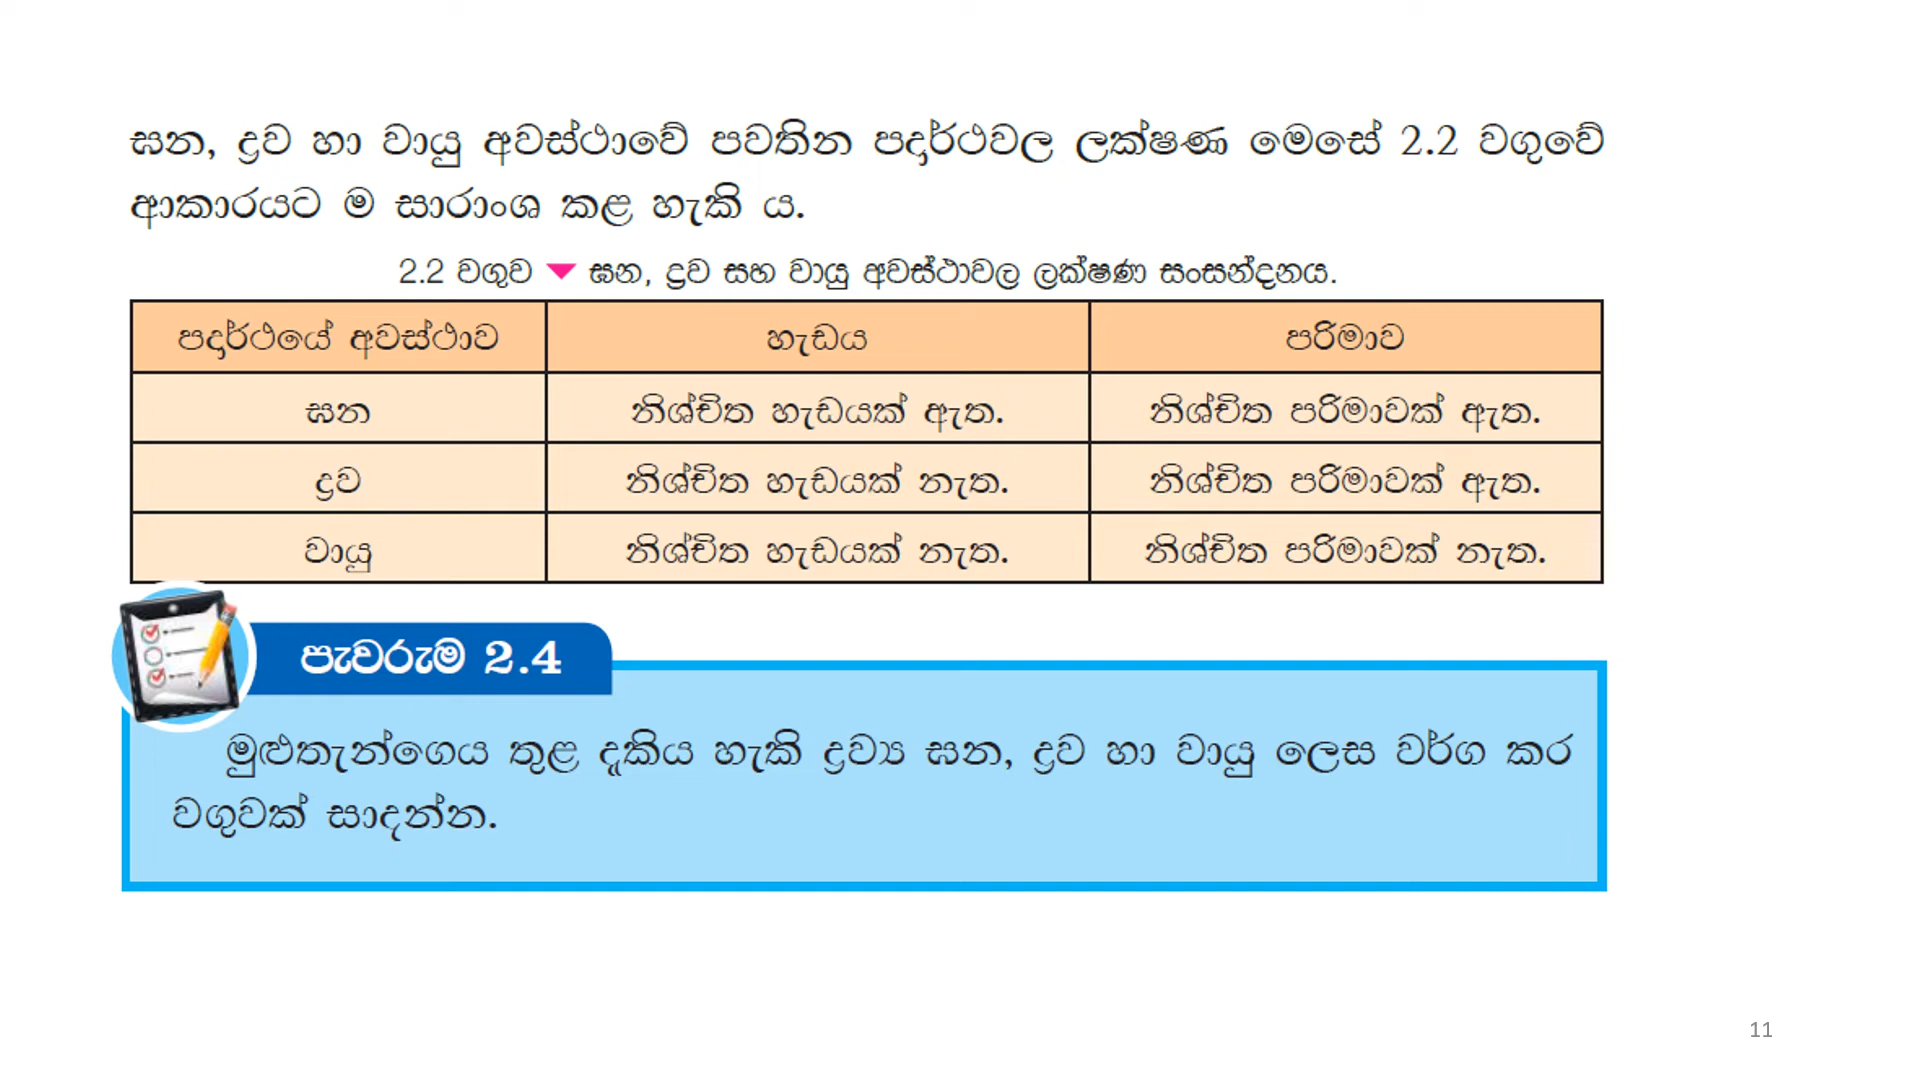 ඝන, ද්‍රව හා වායු අවස්ථාවේ පවතින පදාර්ථවල ලක්ෂණ මෙසේ 2.2 වගුවේ
ආකාරයට ම සාරාංශ කළ හැකි ය.
2.2 වගුව ▼ ඝන, ද්‍රව සහ වායු අවස්ථාවල ලක්ෂණ සංසන්දනය.
පදාර්ථයේ අවස්ථාව හැඩය පරිමාව
ඝන නිශ්චිත හැඩයක් ඇත. නිශ්චිත පරිමාවක් ඇත.
ද්‍රව නිශ්චිත හැඩයක් නැත. නිශ්චිත පරිමාවක් ඇත.
වායු නිශ්චිත හැඩයක් නැත. නිශ්චිත පරිමාවක් නැත.
පැවරුම 2.4
මුළුතැන්ගෙය තුළ දැකිය හැකි ද්‍රව්‍ය ඝන, ද්‍රව හා වායු ලෙස වර්ග කර
වගුවක් සාදන්න.
11